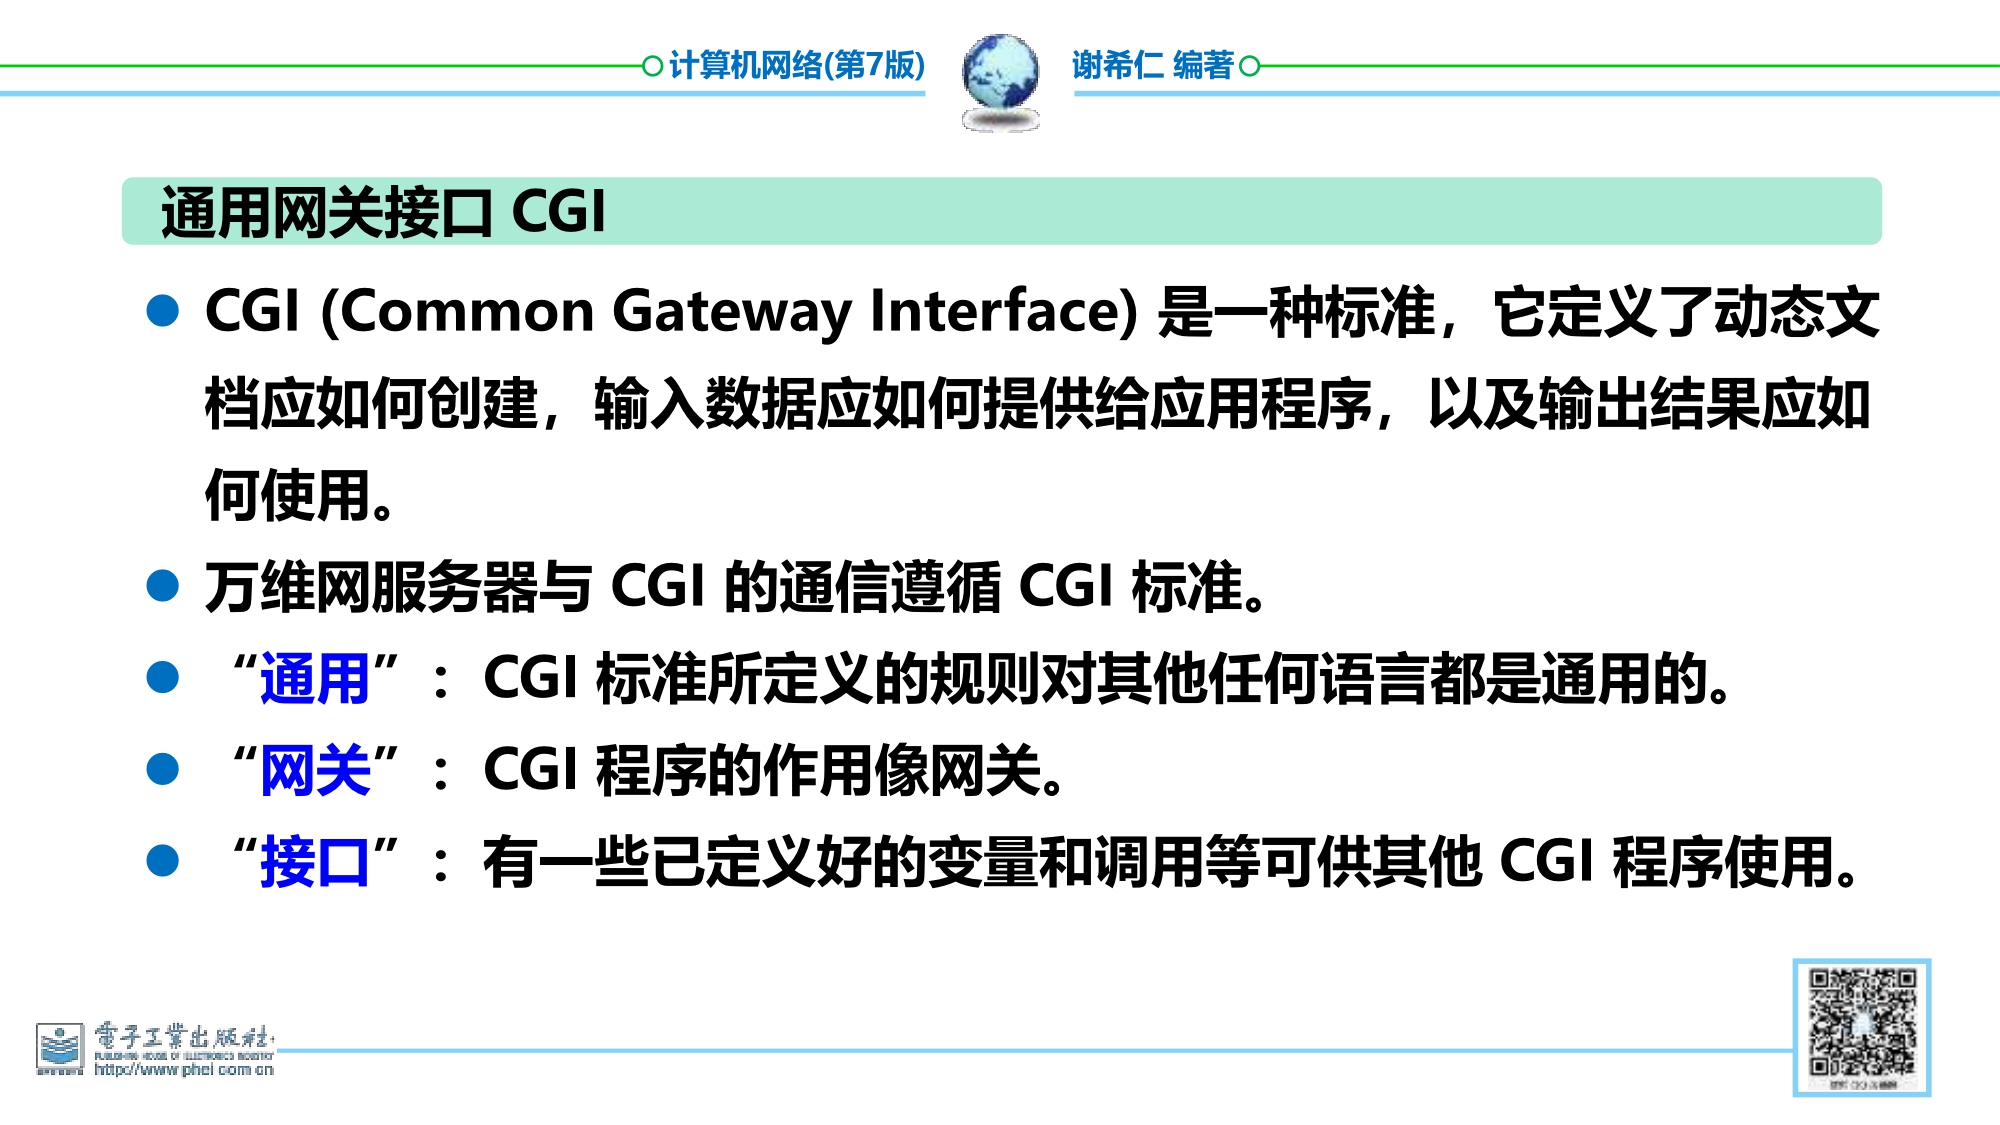 计算机网络(第7版) 谢希仁 编著
通用网关接口 CGI
CGI (Common Gateway Interface) 是一种标准，它定义了动态文
档应如何创建，输入数据应如何提供给应用程序，以及输出结果应如
何使用。
万维网服务器与 CGI 的通信遵循 CGI 标准。
“通用”：CGI 标准所定义的规则对其他任何语言都是通用的。
“网关”：CGI 程序的作用像网关。
“接口”：有一些已定义好的变量和调用等可供其他 CGI 程序使用。
電子工業出版社
PUBLISHING HOUSE OF ELECTRONICS INDUSTRY
http://www.phei.com.cn